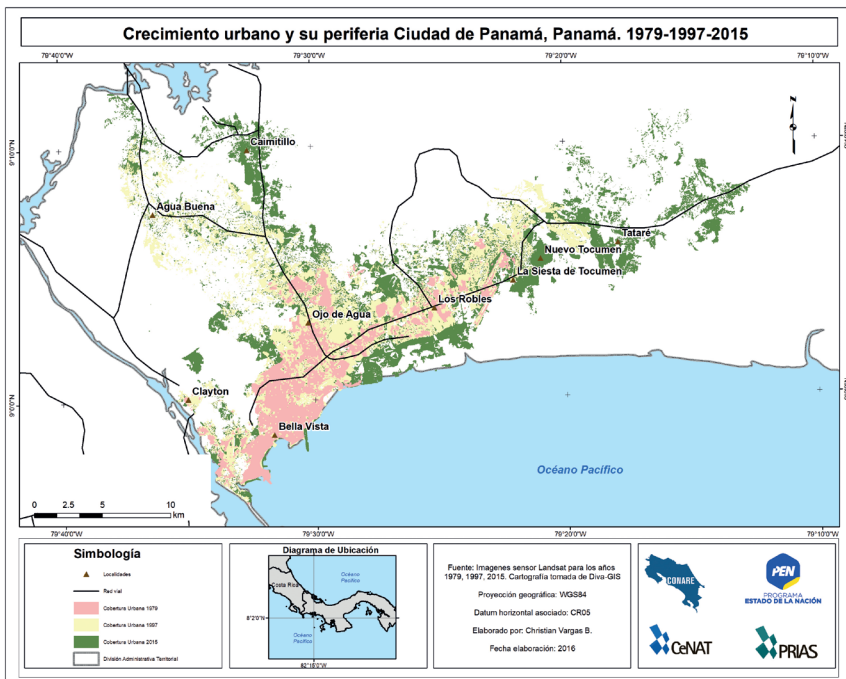 Crecimiento urbano y su periferia Ciudad de Panamá, Panamá. 1979-1997-2015
79°40'0"W
79°30'0"W
79°20'0"W
79°10'0"W
N
9°10'0"N
Caimitillo
Agua Buena
Tataré
Nuevo Tocumen
La Siesta de Tocumen
Los Robles
Ojo de Agua
9°0'0"N
Clayton
Bella Vista
Océano Pacífico
0 2.5 5 10
km
79°40'0"W
79°30'0"W
79°20'0"W
79°10'0"W
Simbología
Localidades
Red vial
Cobertura Urbana 1979
Cobertura Urbana 1997
Cobertura Urbana 2015
División Administrativa Territorial
Diagrama de Ubicación
Océano
Pacífico
Costa Rica
8°2'0"N
Océano
Pacífico
Fuente: Imagenes sensor Landsat para los años
1979, 1997, 2015. Cartografía tomada de Diva-GIS
Proyección geográfica: WGS84
Datum horizontal asociado: CR05
Elaborado por: Christian Vargas B.
Fecha elaboración: 2016
CONARE
PEN
PROGRAMA
ESTADO DE LA NACIÓN
CeNAT
PRIAS